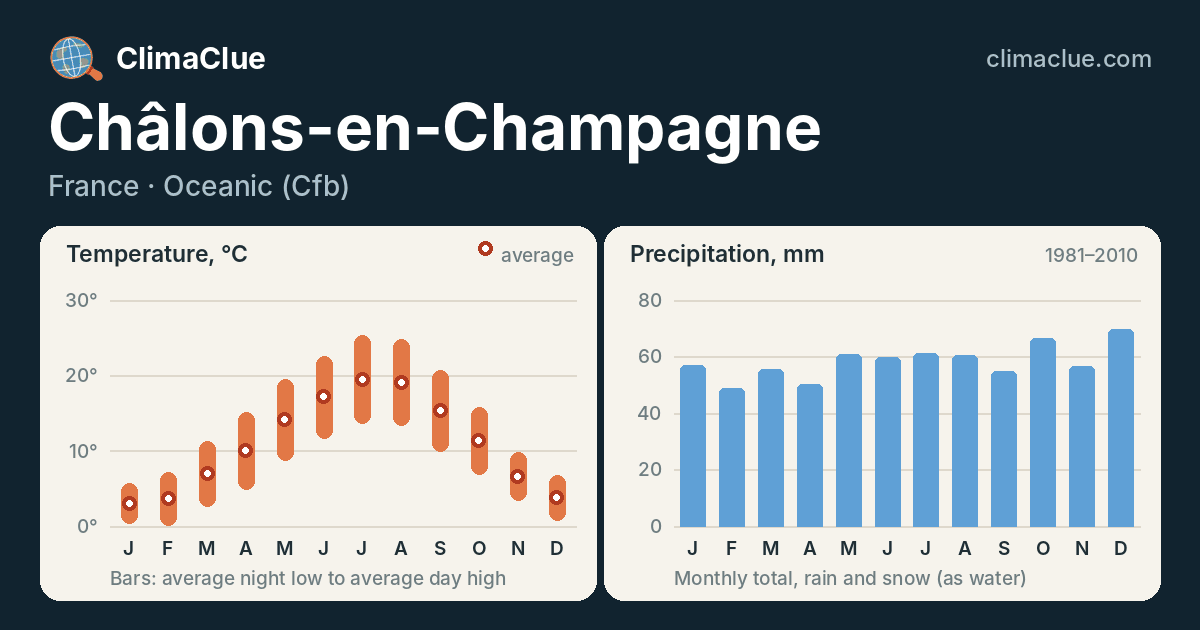 ClimaClue
climaclue.com
Châlons-en-Champagne
France · Oceanic (Cfb)
Temperature, °C
average
30°
20°
10°
0°
J F M A M J J A S O N D
Bars: average night low to average day high
Precipitation, mm
1981–2010
80
60
40
20
0
J F M A M J J A S O N D
Monthly total, rain and snow (as water)